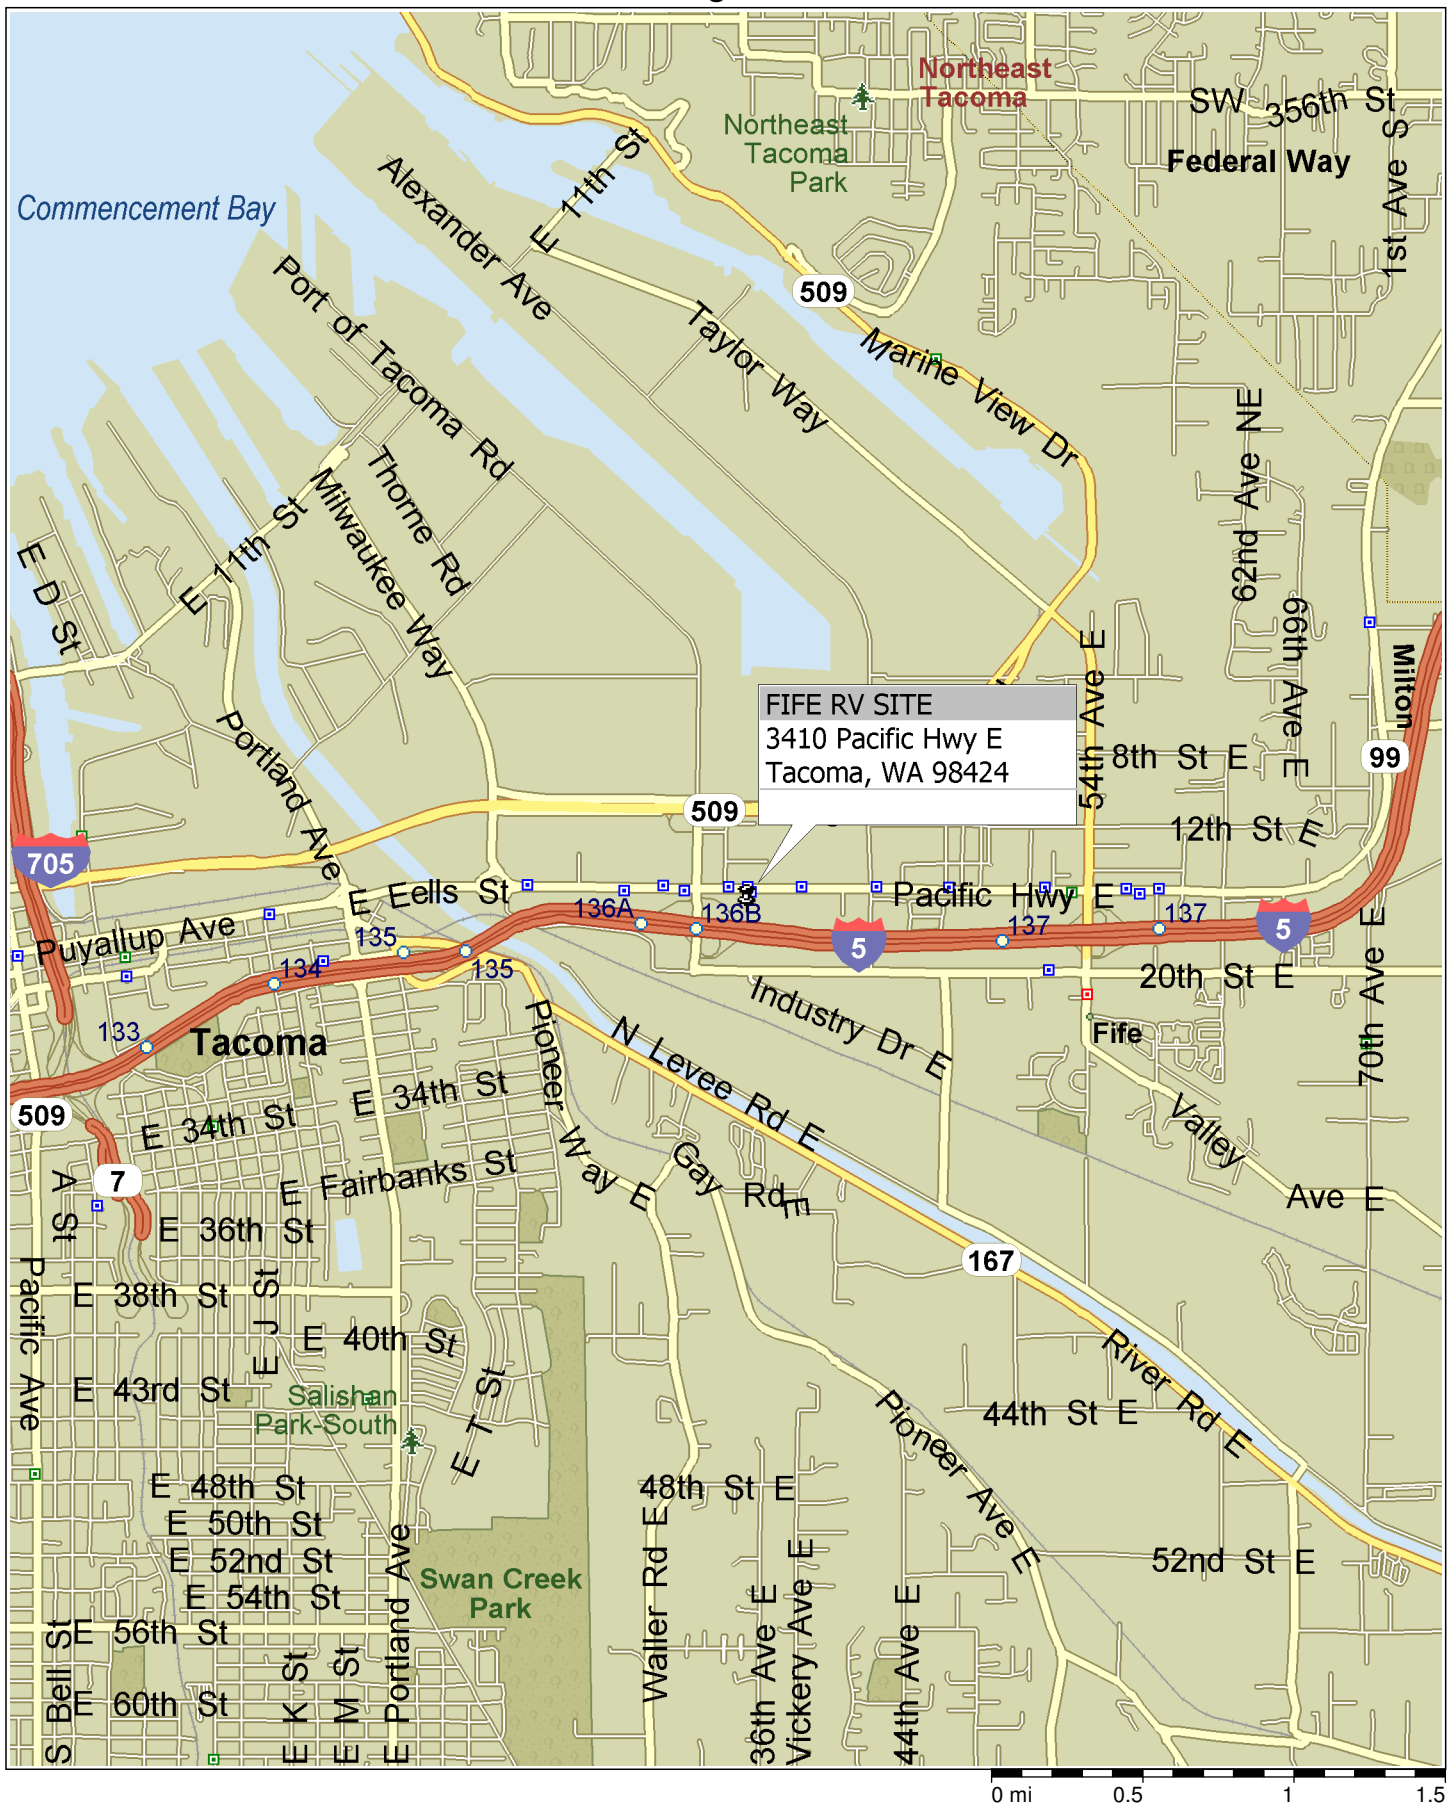 Northeast
Tacoma
SW 356th St
Northeast
Tacoma
Park
Federal Way
1st Ave S
E 11th St
Alexander Ave
Commencement Bay
Port of Tacoma Rd
509
Taylor Way
Marine View Dr
62nd Ave NE
Thorne Rd
Milwaukee Way
E 11th St
E D St
66th Ave E
Milton
54th Ave E
FIFE RV SITE
3410 Pacific Hwy E
Tacoma, WA 98424
Portland Ave
8th St E
99
509
12th St E
705
E Eells St
Pacific Hwy E
136A
136B
137
137
5
5
Puyallup Ave
135
134
135
20th St E
70th Ave E
Industry Dr E
133
Tacoma
Pioneer Way E
N Levee Rd E
Fife
509
E 34th St
E 34th St
Valley
Ave E
7
A St
E Fairbanks St
Gay Rd E
E 36th St
167
Pacific Ave
E 38th St
E J St
E 40th St
River Rd E
E 43rd St
Salishan
Park-South
E T St
44th St E
Pioneer Ave E
E 48th St
48th St E
E 50th St
E 52nd St
52nd St E
E 54th St
Swan Creek
Park
E 56th St
Waller Rd E
36th Ave E
Vickery Ave E
44th Ave E
S Bell St
E 60th St
E K St
E M St
E Portland Ave
0 mi
0.5
1
1.5